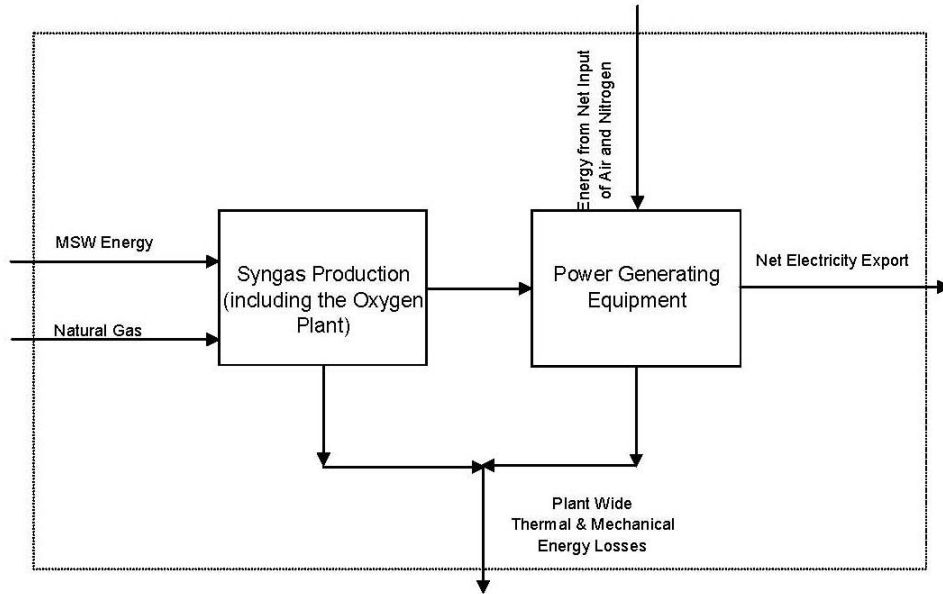 Energy from Net Input
of Air and Nitrogen
MSW Energy
Natural Gas
Syngas Production
(including the Oxygen
Plant)
Power Generating
Equipment
Net Electricity Export
Plant Wide
Thermal & Mechanical
Energy Losses